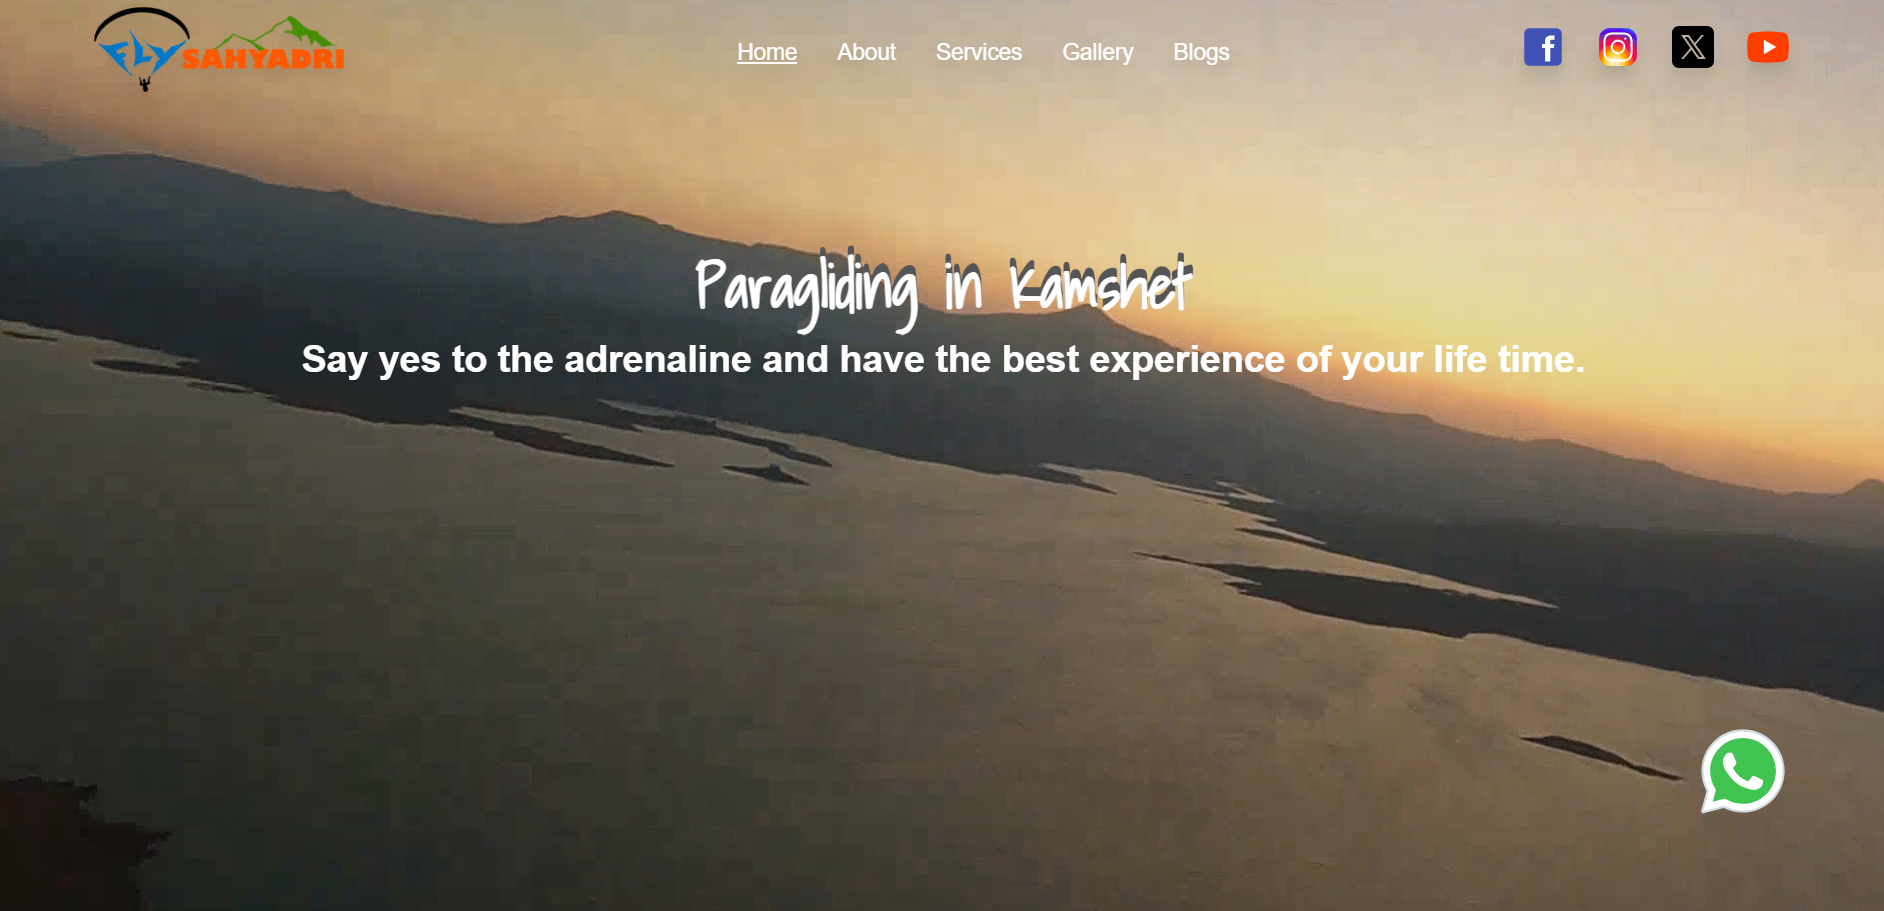 FLY SAHYADRI
Home About Services Gallery Blogs
Paragliding in Kamshet
Say yes to the adrenaline and have the best experience of your life time.